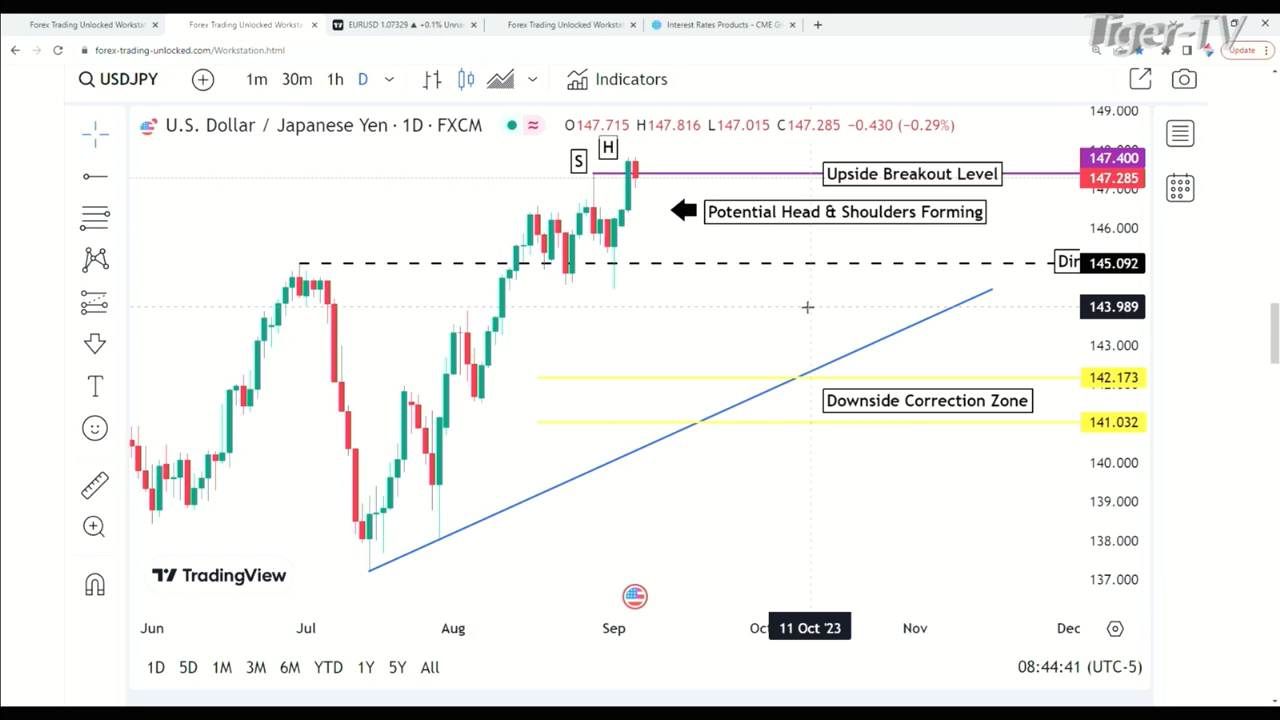 Forex Trading Unlocked Workst
Forex Trading Unlocked Worksta
EURUSD 1.07329 ▲ +0.1% Unna
Forex Trading Unlocked Worksta
Interest Rates Products - CME G
Tiger-TV
forex-trading-unlocked.com/Workstation.html
Update
USDJPY
1m 30m 1h D
Indicators
U.S. Dollar / Japanese Yen · 1D · FXCM
O147.715 H147.816 L147.015 C147.285 −0.430 (−0.29%)
149.000
S
H
147.400
Upside Breakout Level
147.285
147.000
Potential Head & Shoulders Forming
146.000
Dir
145.092
143.989
143.000
142.173
Downside Correction Zone
141.032
140.000
139.000
138.000
137.000
TradingView
Jun Jul Aug Sep Oct 11 Oct '23 Nov Dec
1D 5D 1M 3M 6M YTD 1Y 5Y All
08:44:41 (UTC-5)